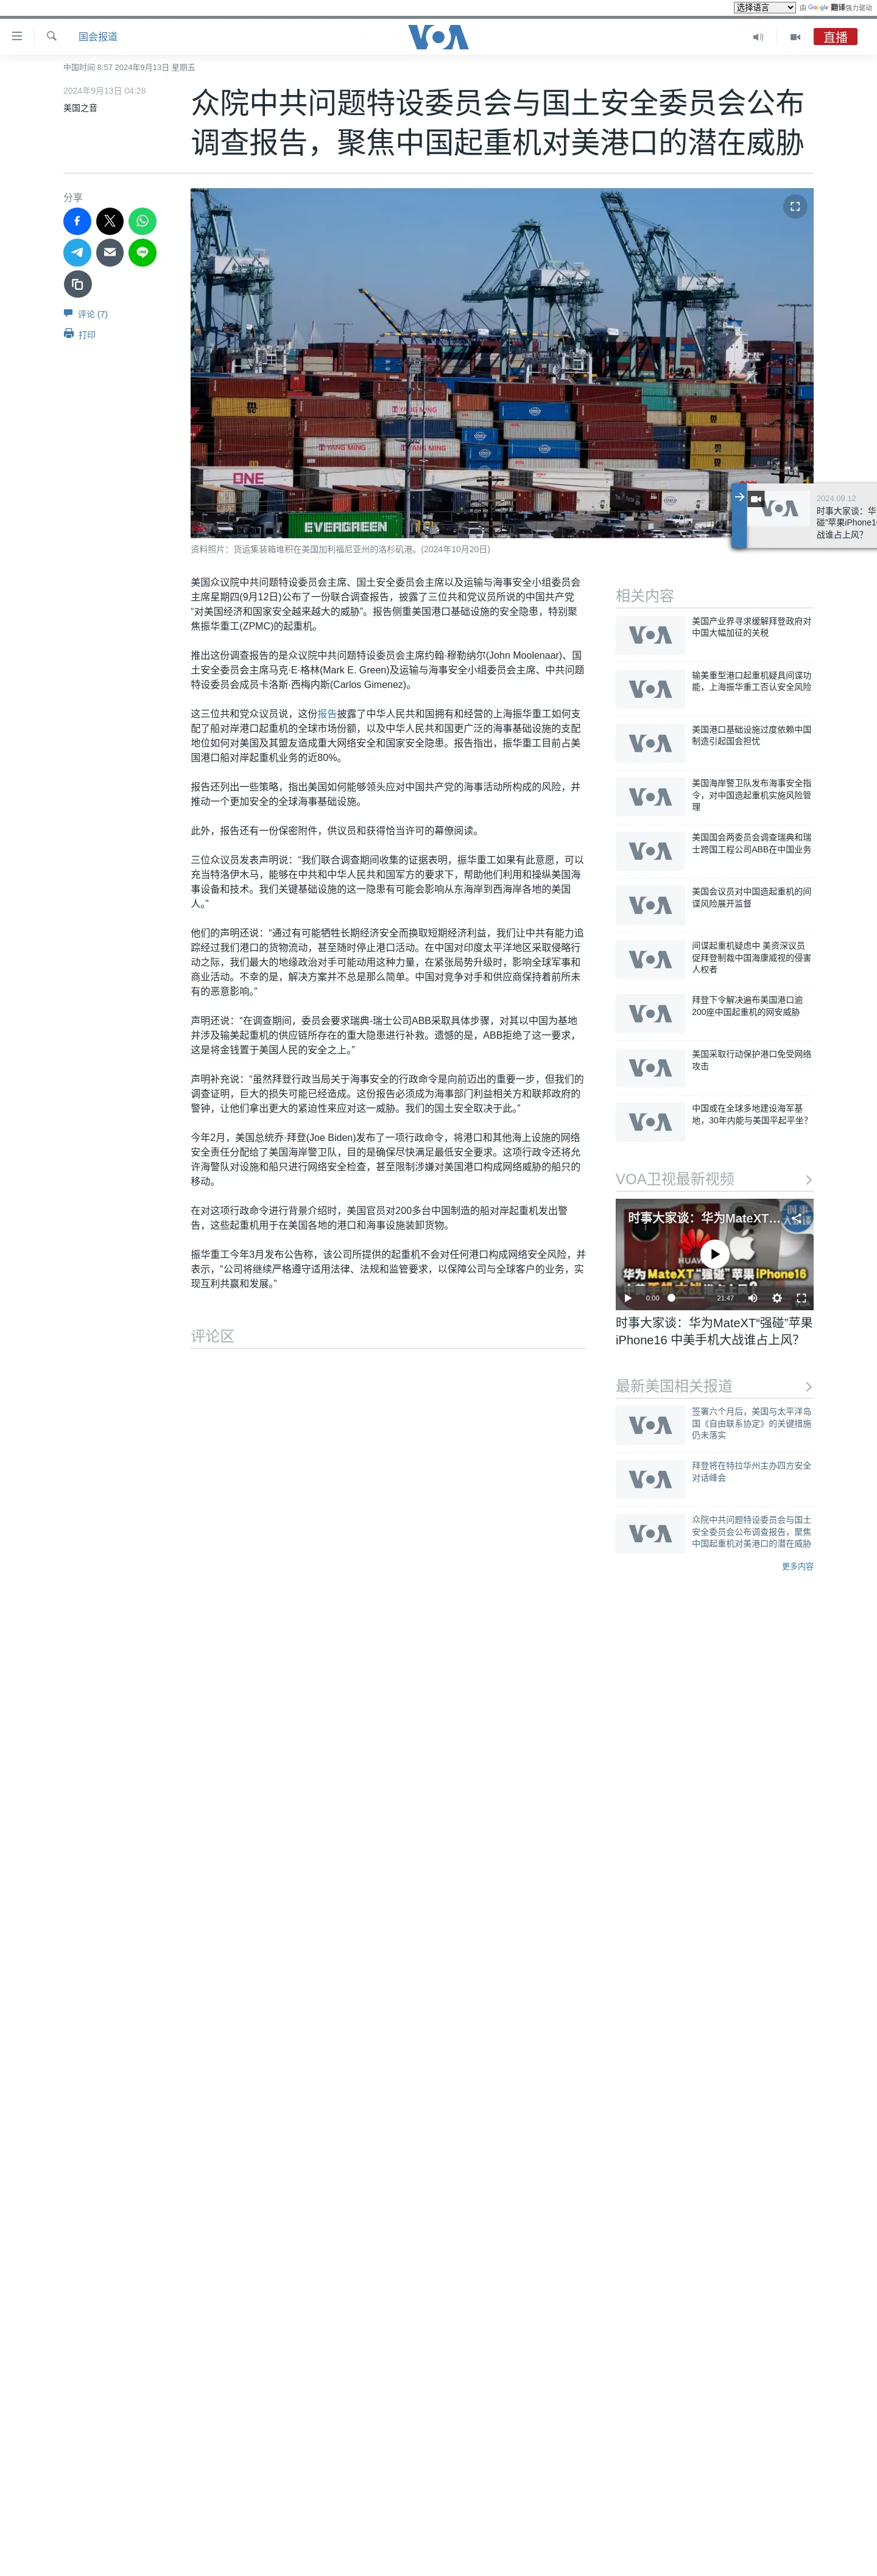 选择语言
由 Google 翻译强力驱动
国会报道
VOA
直播
中国时间 8:57 2024年9月13日 星期五
2024年9月13日 04:28
美国之音
众院中共问题特设委员会与国土安全委员会公布
调查报告，聚焦中国起重机对美港口的潜在威胁
分享
评论 (7)
打印
YANG MING
YANG MING
YANG MING
ONE
EVERGREEN
资料照片：货运集装箱堆积在美国加利福尼亚州的洛杉矶港。(2024年10月20日)
VOA
2024.09.12
时事大家谈：华
碰”苹果iPhone16
战谁占上风？
美国众议院中共问题特设委员会主席、国土安全委员会主席以及运输与海事安全小组委员会
主席星期四(9月12日)公布了一份联合调查报告，披露了三位共和党议员所说的中国共产党
“对美国经济和国家安全越来越大的威胁”。报告侧重美国港口基础设施的安全隐患，特别聚
焦振华重工(ZPMC)的起重机。
推出这份调查报告的是众议院中共问题特设委员会主席约翰·穆勒纳尔(John Moolenaar)、国
土安全委员会主席马克·E·格林(Mark E. Green)及运输与海事安全小组委员会主席、中共问题
特设委员会成员卡洛斯·西梅内斯(Carlos Gimenez)。
这三位共和党众议员说，这份报告披露了中华人民共和国拥有和经营的上海振华重工如何支
配了船对岸港口起重机的全球市场份额，以及中华人民共和国更广泛的海事基础设施的支配
地位如何对美国及其盟友造成重大网络安全和国家安全隐患。报告指出，振华重工目前占美
国港口船对岸起重机业务的近80%。
报告还列出一些策略，指出美国如何能够领头应对中国共产党的海事活动所构成的风险，并
推动一个更加安全的全球海事基础设施。
此外，报告还有一份保密附件，供议员和获得恰当许可的幕僚阅读。
三位众议员发表声明说：“我们联合调查期间收集的证据表明，振华重工如果有此意愿，可以
充当特洛伊木马，能够在中共和中华人民共和国军方的要求下，帮助他们利用和操纵美国海
事设备和技术。我们关键基础设施的这一隐患有可能会影响从东海岸到西海岸各地的美国
人。”
他们的声明还说：“通过有可能牺牲长期经济安全而换取短期经济利益，我们让中共有能力追
踪经过我们港口的货物流动，甚至随时停止港口活动。在中国对印度太平洋地区采取侵略行
动之际，我们最大的地缘政治对手可能动用这种力量，在紧张局势升级时，影响全球军事和
商业活动。不幸的是，解决方案并不总是那么简单。中国对竞争对手和供应商保持着前所未
有的恶意影响。”
声明还说：“在调查期间，委员会要求瑞典-瑞士公司ABB采取具体步骤，对其以中国为基地
并涉及输美起重机的供应链所存在的重大隐患进行补救。遗憾的是，ABB拒绝了这一要求，
这是将金钱置于美国人民的安全之上。”
声明补充说：“虽然拜登行政当局关于海事安全的行政命令是向前迈出的重要一步，但我们的
调查证明，巨大的损失可能已经造成。这份报告必须成为海事部门利益相关方和联邦政府的
警钟，让他们拿出更大的紧迫性来应对这一威胁。我们的国土安全取决于此。”
今年2月，美国总统乔·拜登(Joe Biden)发布了一项行政命令，将港口和其他海上设施的网络
安全责任分配给了美国海岸警卫队，目的是确保尽快满足最低安全要求。这项行政令还将允
许海警队对设施和船只进行网络安全检查，甚至限制涉嫌对美国港口构成网络威胁的船只的
移动。
在对这项行政命令进行背景介绍时，美国官员对200多台中国制造的船对岸起重机发出警
告，这些起重机用于在美国各地的港口和海事设施装卸货物。
振华重工今年3月发布公告称，该公司所提供的起重机不会对任何港口构成网络安全风险，并
表示，“公司将继续严格遵守适用法律、法规和监管要求，以保障公司与全球客户的业务，实
现互利共赢和发展。”
评论区
相关内容
VOA
美国产业界寻求缓解拜登政府对
中国大幅加征的关税
VOA
输美重型港口起重机疑具间谍功
能，上海振华重工否认安全风险
VOA
美国港口基础设施过度依赖中国
制造引起国会担忧
VOA
美国海岸警卫队发布海事安全指
令，对中国造起重机实施风险管
理
VOA
美国国会两委员会调查瑞典和瑞
士跨国工程公司ABB在中国业务
VOA
美国会议员对中国造起重机的间
谍风险展开监督
VOA
间谍起重机疑虑中 美资深议员
促拜登制裁中国海康威视的侵害
人权者
VOA
拜登下令解决遍布美国港口逾
200座中国起重机的网安威胁
VOA
美国采取行动保护港口免受网络
攻击
VOA
中国或在全球多地建设海军基
地，30年内能与美国平起平坐？
VOA卫视最新视频
时事大家谈：华为MateXT...
HUAWEI
华为MateXT“强碰”苹果iPhone16
0:00
21:47
时事大家谈：华为MateXT“强碰”苹果
iPhone16 中美手机大战谁占上风？
最新美国相关报道
VOA
签署六个月后，美国与太平洋岛
国《自由联系协定》的关键措施
仍未落实
VOA
拜登将在特拉华州主办四方安全
对话峰会
VOA
众院中共问题特设委员会与国土
安全委员会公布调查报告，聚焦
中国起重机对美港口的潜在威胁
更多内容